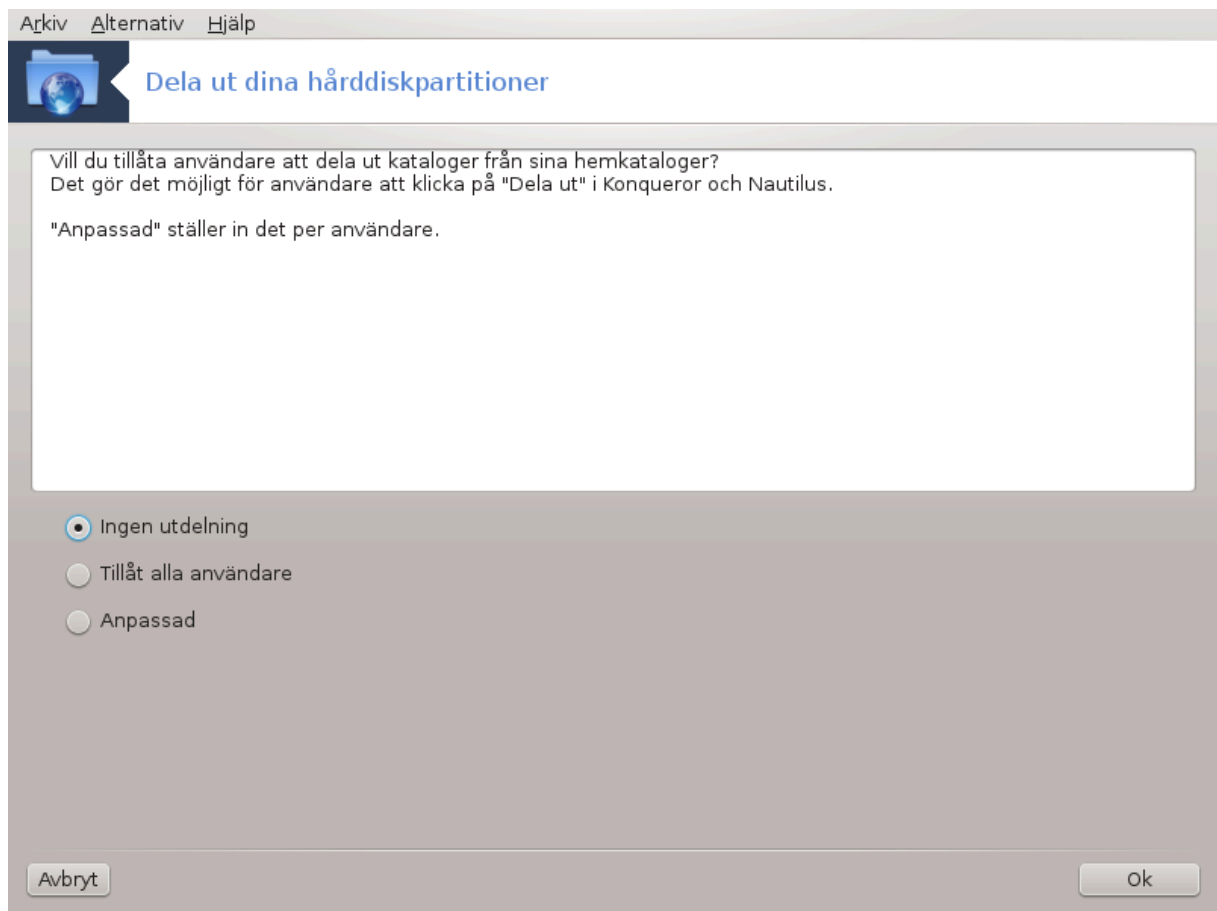 Arkiv Alternativ Hjälp
Dela ut dina hårddiskpartitioner
Vill du tillåta användare att dela ut kataloger från sina hemkataloger?
Det gör det möjligt för användare att klicka på "Dela ut" i Konqueror och Nautilus.
"Anpassad" ställer in det per användare.
Ingen utdelning
Tillåt alla användare
Anpassad
Avbryt Ok